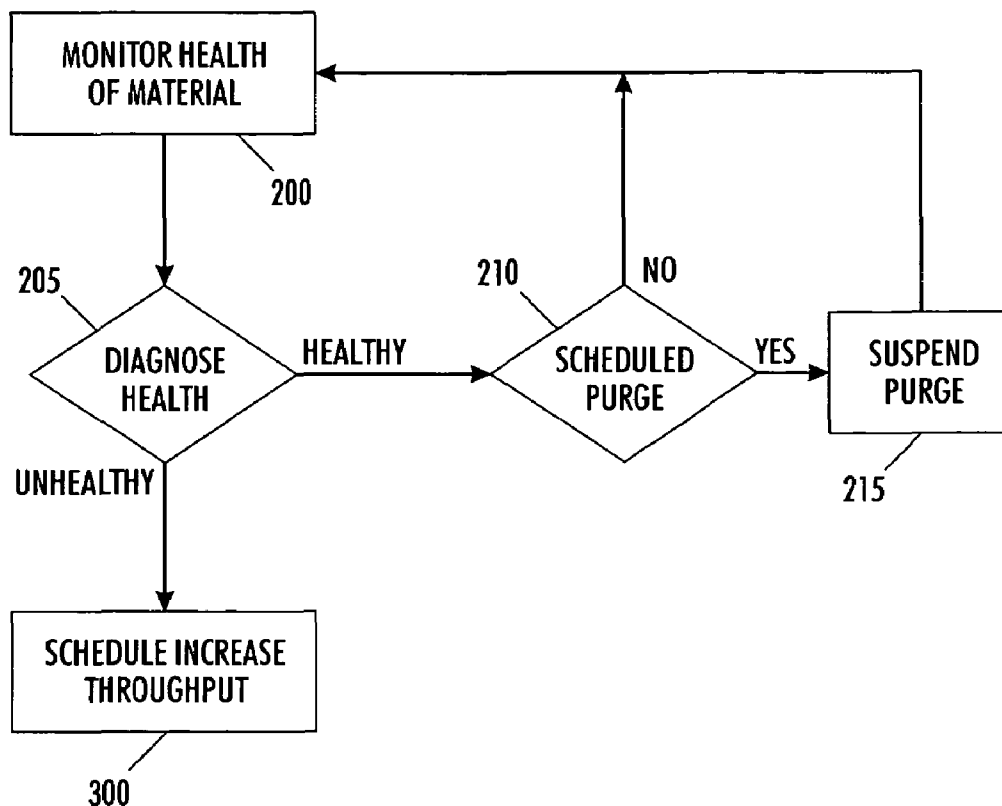 MONITOR HEALTH
OF MATERIAL
200
205
DIAGNOSE
HEALTH
HEALTHY
210
NO
SCHEDULED
PURGE
YES
SUSPEND
PURGE
215
UNHEALTHY
SCHEDULE INCREASE
THROUGHPUT
300